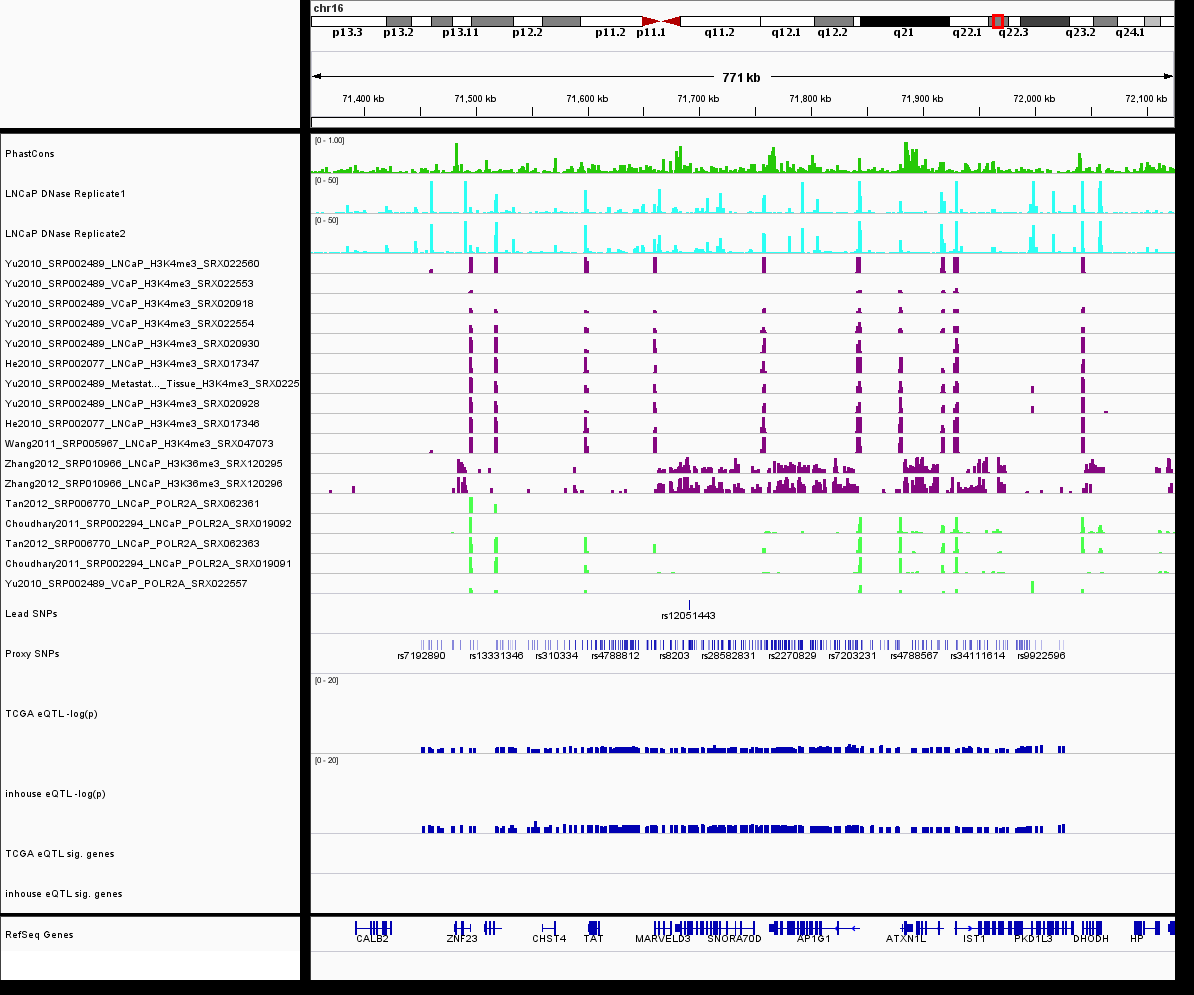 chr16
p13.3 p13.2 p13.11 p12.2 p11.2 p11.1 q11.2 q12.1 q12.2 q21 q22.1 q22.3 q23.2 q24.1
771 kb
71,400 kb 71,500 kb 71,600 kb 71,700 kb 71,800 kb 71,900 kb 72,000 kb 72,100 kb
PhastCons [0 - 1.00]
LNCaP DNase Replicate1 [0 - 50]
LNCaP DNase Replicate2 [0 - 50]
Yu2010_SRP002489_LNCaP_H3K4me3_SRX022560
Yu2010_SRP002489_VCaP_H3K4me3_SRX022553
Yu2010_SRP002489_VCaP_H3K4me3_SRX020918
Yu2010_SRP002489_VCaP_H3K4me3_SRX022554
Yu2010_SRP002489_LNCaP_H3K4me3_SRX020930
He2010_SRP002077_LNCaP_H3K4me3_SRX017347
Yu2010_SRP002489_Metastat..._Tissue_H3K4me3_SRX0225
Yu2010_SRP002489_LNCaP_H3K4me3_SRX020928
He2010_SRP002077_LNCaP_H3K4me3_SRX017346
Wang2011_SRP005967_LNCaP_H3K4me3_SRX047073
Zhang2012_SRP010966_LNCaP_H3K36me3_SRX120295
Zhang2012_SRP010966_LNCaP_H3K36me3_SRX120296
Tan2012_SRP006770_LNCaP_POLR2A_SRX062361
Choudhary2011_SRP002294_LNCaP_POLR2A_SRX019092
Tan2012_SRP006770_LNCaP_POLR2A_SRX062363
Choudhary2011_SRP002294_LNCaP_POLR2A_SRX019091
Yu2010_SRP002489_VCaP_POLR2A_SRX022557
Lead SNPs
rs12051443
Proxy SNPs
rs7192890 rs13331346 rs310334 rs4788812 rs8203 rs28582831 rs2270829 rs7203231 rs4788567 rs34111614 rs9922596
[0 - 20]
TCGA eQTL -log(p)
[0 - 20]
inhouse eQTL -log(p)
TCGA eQTL sig. genes
inhouse eQTL sig. genes
RefSeq Genes
CALB2 ZNF23 CHST4 TAT MARVELD3 SNORA70D AP1G1 ATXN1L IST1 PKD1L3 DHODH HP